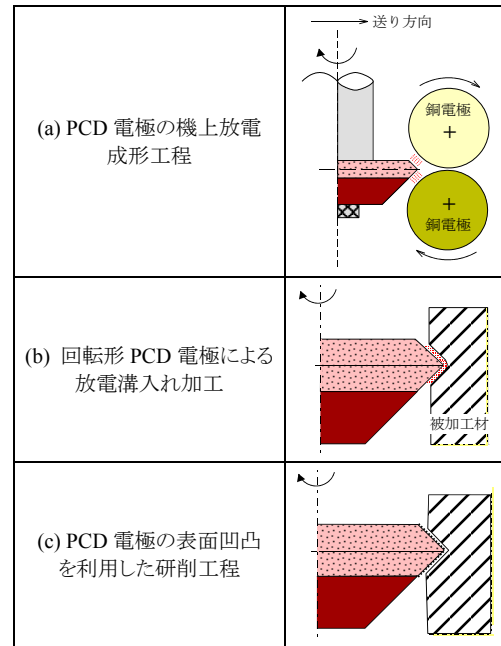 送り方向
(a) PCD 電極の機上放電
成形工程
銅電極
銅電極
(b) 回転形 PCD 電極による
放電溝入れ加工
被加工材
(c) PCD 電極の表面凹凸
を利用した研削工程